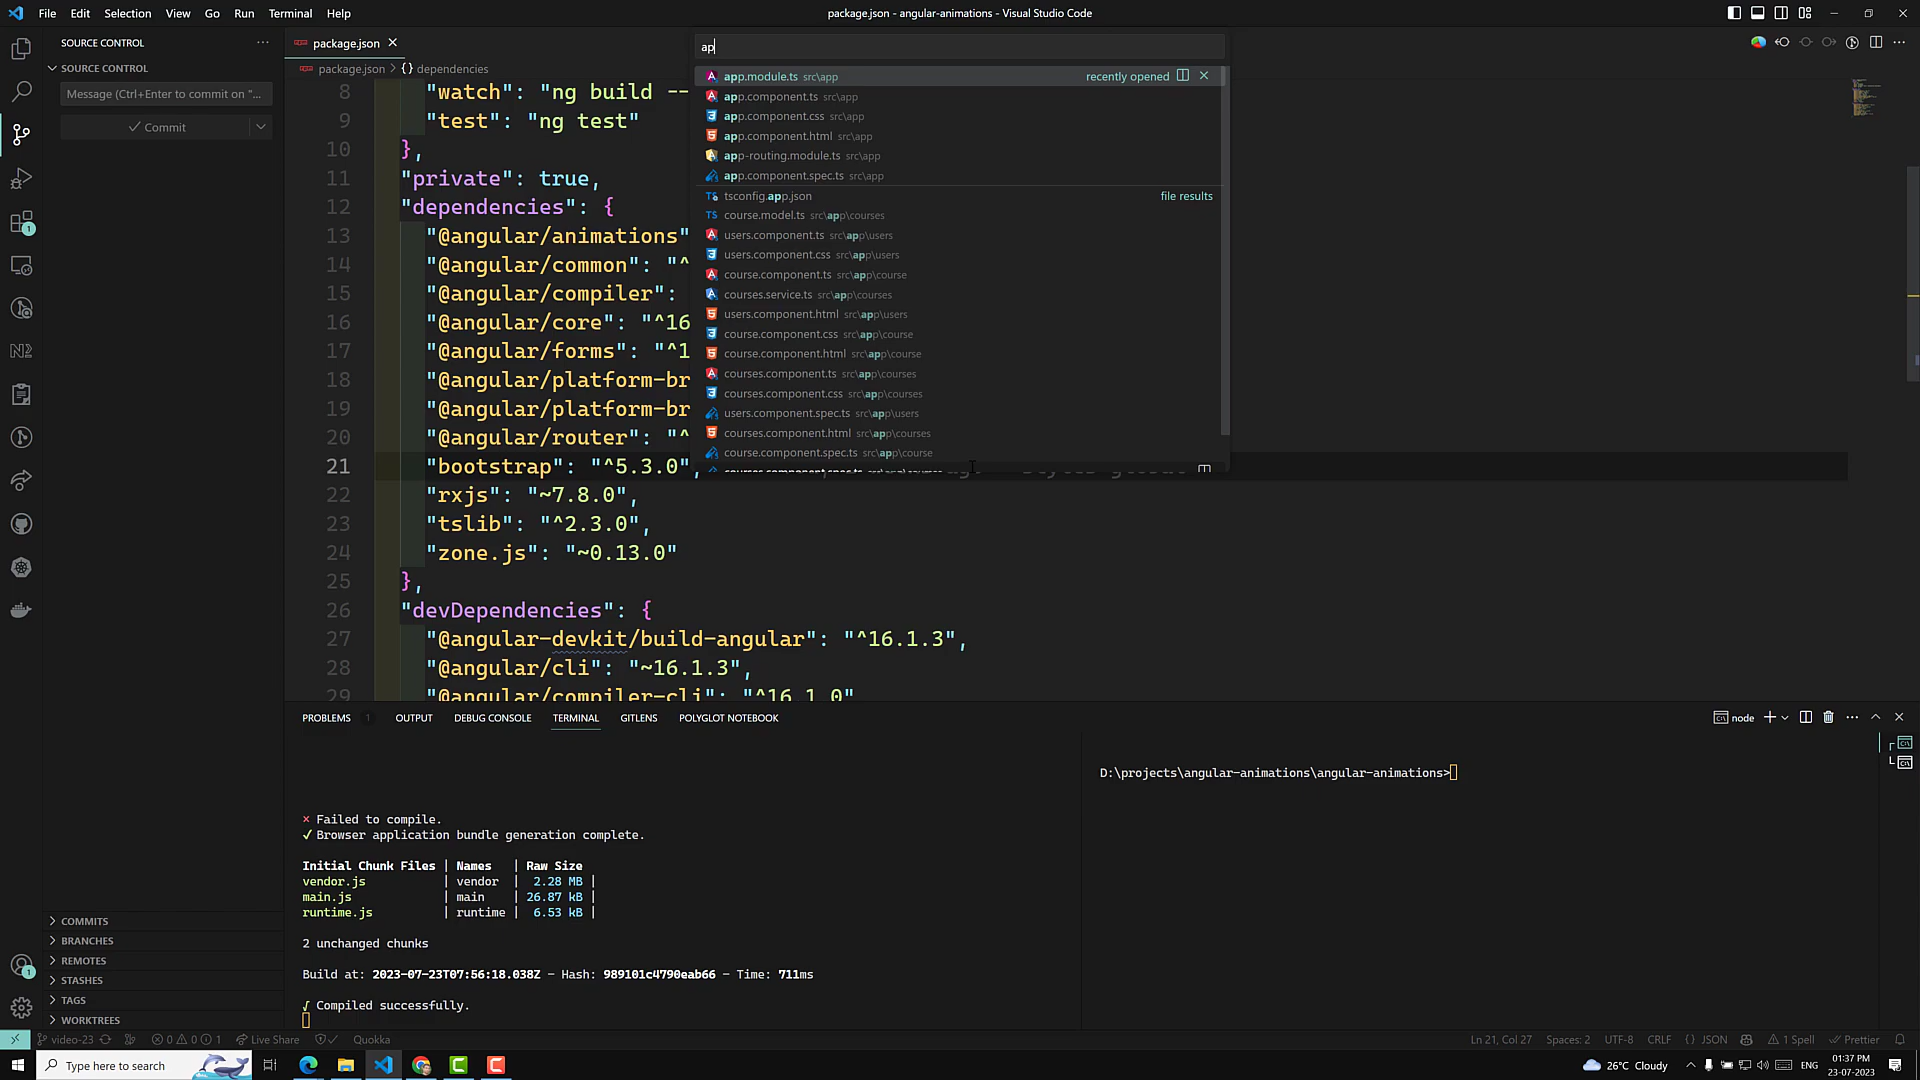 File Edit Selection View Go Run Terminal Help
package.json - angular-animations - Visual Studio Code
SOURCE CONTROL
SOURCE CONTROL
Message (Ctrl+Enter to commit on "...
Commit
COMMITS
BRANCHES
REMOTES
STASHES
TAGS
WORKTREES
package.json
package.json > {} dependencies
8 "watch": "ng build --
9 "test": "ng test"
10 },
11 "private": true,
12 "dependencies": {
13 "@angular/animations"
14 "@angular/common": "^
15 "@angular/compiler":
16 "@angular/core": "^16
17 "@angular/forms": "^1
18 "@angular/platform-br
19 "@angular/platform-br
20 "@angular/router": "^
21 "bootstrap": "^5.3.0",
22 "rxjs": "~7.8.0",
23 "tslib": "^2.3.0",
24 "zone.js": "~0.13.0"
25 },
26 "devDependencies": {
27 "@angular-devkit/build-angular": "^16.1.3",
28 "@angular/cli": "~16.1.3",
29 "@angular/compiler-cli": "^16.1.0"
ap
app.module.ts src\app recently opened
app.component.ts src\app
app.component.css src\app
app.component.html src\app
app-routing.module.ts src\app
app.component.spec.ts src\app
tsconfig.app.json file results
course.model.ts src\app\courses
users.component.ts src\app\users
users.component.css src\app\users
course.component.ts src\app\course
courses.service.ts src\app\courses
users.component.html src\app\users
course.component.css src\app\course
course.component.html src\app\course
courses.component.ts src\app\courses
courses.component.css src\app\courses
users.component.spec.ts src\app\users
courses.component.html src\app\courses
course.component.spec.ts src\app\course
courses.component.spec.ts src\app\courses
PROBLEMS 1 OUTPUT DEBUG CONSOLE TERMINAL GITLENS POLYGLOT NOTEBOOK
node
× Failed to compile.
√ Browser application bundle generation complete.
Initial Chunk Files | Names | Raw Size
vendor.js | vendor | 2.28 MB |
main.js | main | 26.87 kB |
runtime.js | runtime | 6.53 kB |
2 unchanged chunks
Build at: 2023-07-23T07:56:18.038Z - Hash: 989101c4790eab66 - Time: 711ms
√ Compiled successfully.
D:\projects\angular-animations\angular-animations>
video-23 0 0 1 Live Share Quokka
Ln 21, Col 27 Spaces: 2 UTF-8 CRLF {} JSON 1 Spell Prettier
Type here to search
26°C Cloudy ENG 01:37 PM
23-07-2023